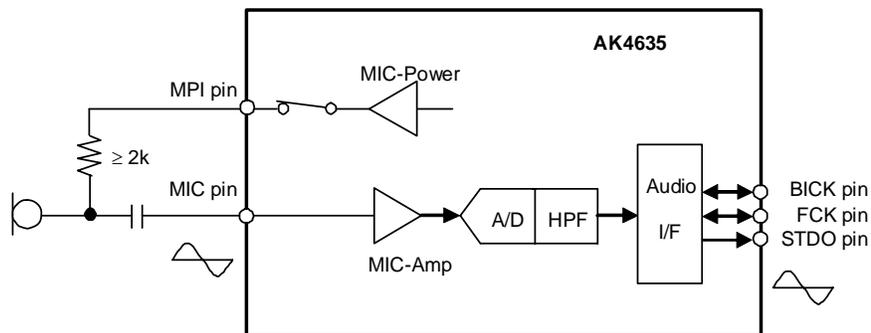 AK4635
MIC-Power
MPI pin
≥ 2k
MIC pin
MIC-Amp
A/D
HPF
Audio
I/F
BICK pin
FCK pin
STDO pin